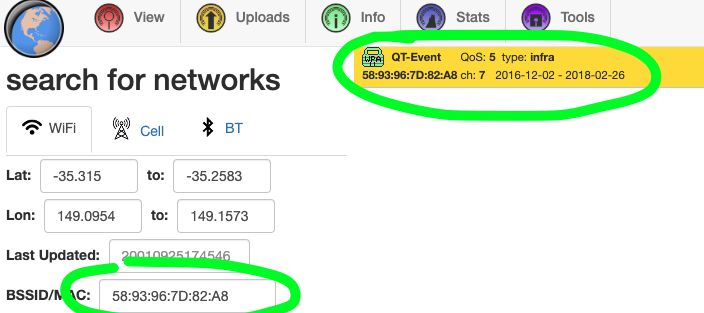 View Uploads Info Stats Tools
WPA QT-Event QoS: 5 type: infra
58:93:96:7D:82:A8 ch: 7 2016-12-02 - 2018-02-26
search for networks
WiFi Cell BT
Lat: -35.315 to: -35.2583
Lon: 149.0954 to: 149.1573
Last Updated: 20010925174546
BSSID/MAC: 58:93:96:7D:82:A8